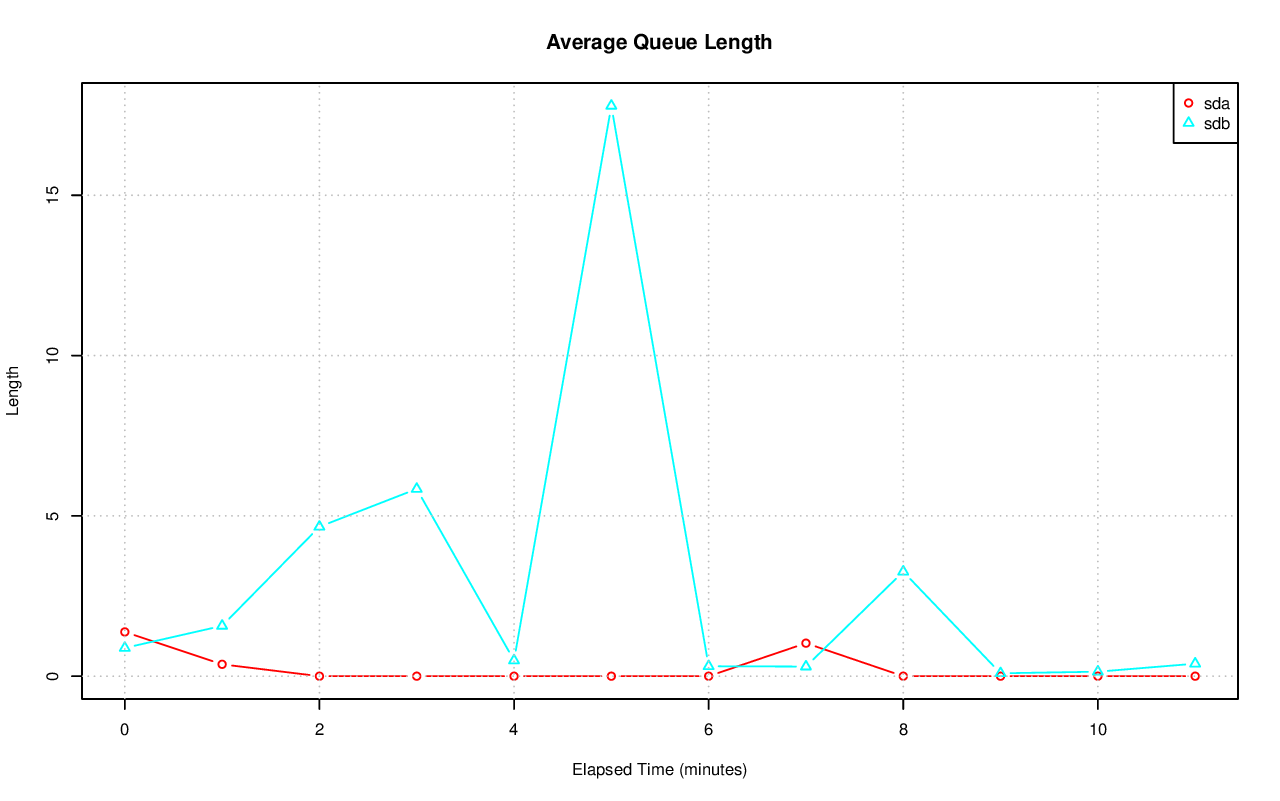 Average Queue Length
sda
sdb
Length
15
10
5
0
0 2 4 6 8 10
Elapsed Time (minutes)